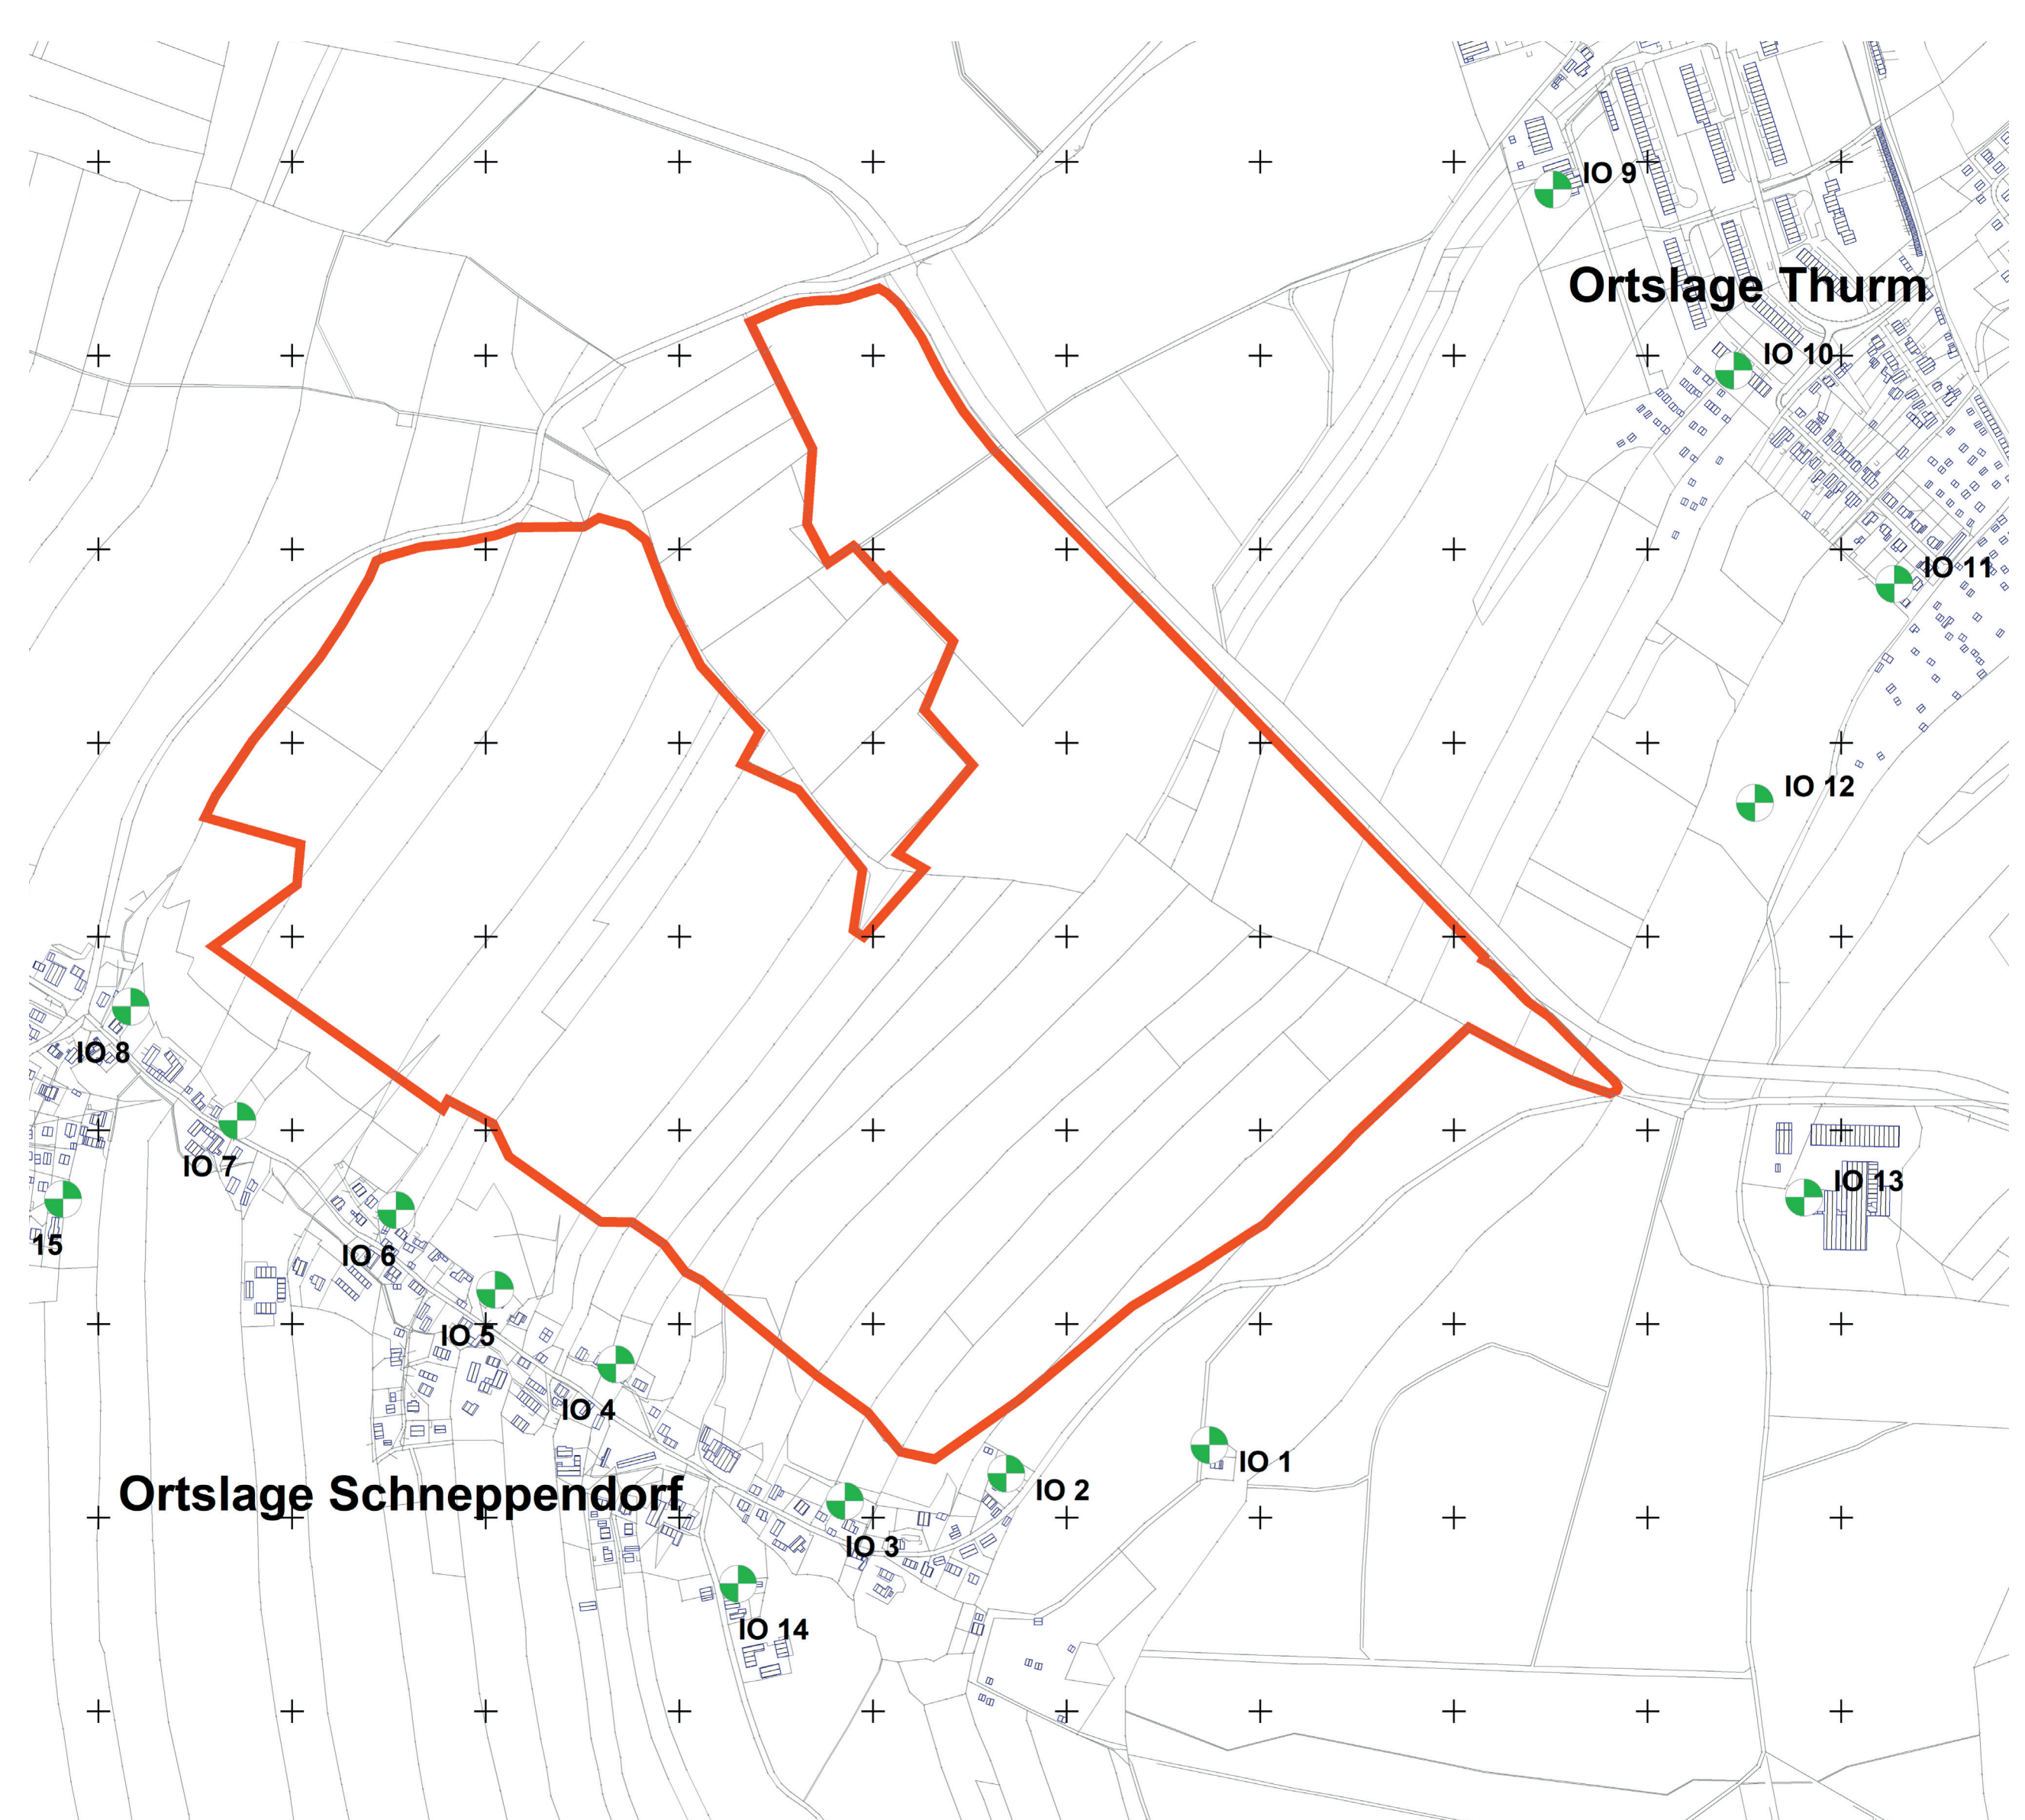 IO 9
Ortslage Thurm
IO 10
IO 11
IO 12
IO 8
IO 7
IO 13
15
IO 6
IO 5
IO 4
IO 1
Ortslage Schneppendorf
IO 2
IO 3
IO 14